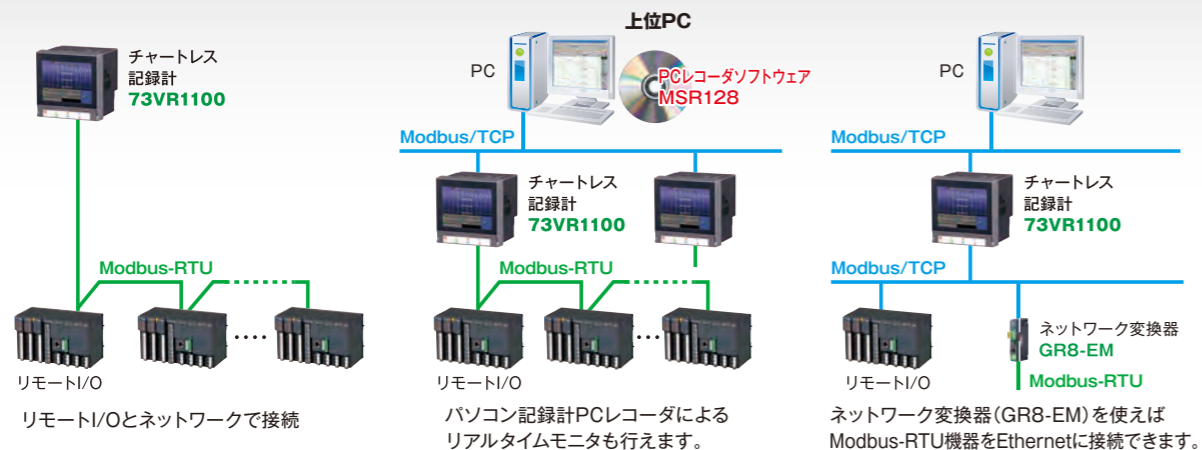 チャートレス
記録計
73VR1100
Modbus-RTU
リモートI/O
リモートI/Oとネットワークで接続
上位PC
PC
PCレコーダソフトウェア
MSR128
Modbus/TCP
チャートレス
記録計
73VR1100
Modbus-RTU
リモートI/O
パソコン記録計PCレコーダによる
リアルタイムモニタも行えます。
PC
Modbus/TCP
チャートレス
記録計
73VR1100
Modbus/TCP
リモートI/O
ネットワーク変換器
GR8-EM
Modbus-RTU
ネットワーク変換器(GR8-EM)を使えば
Modbus-RTU機器をEthernetに接続できます。